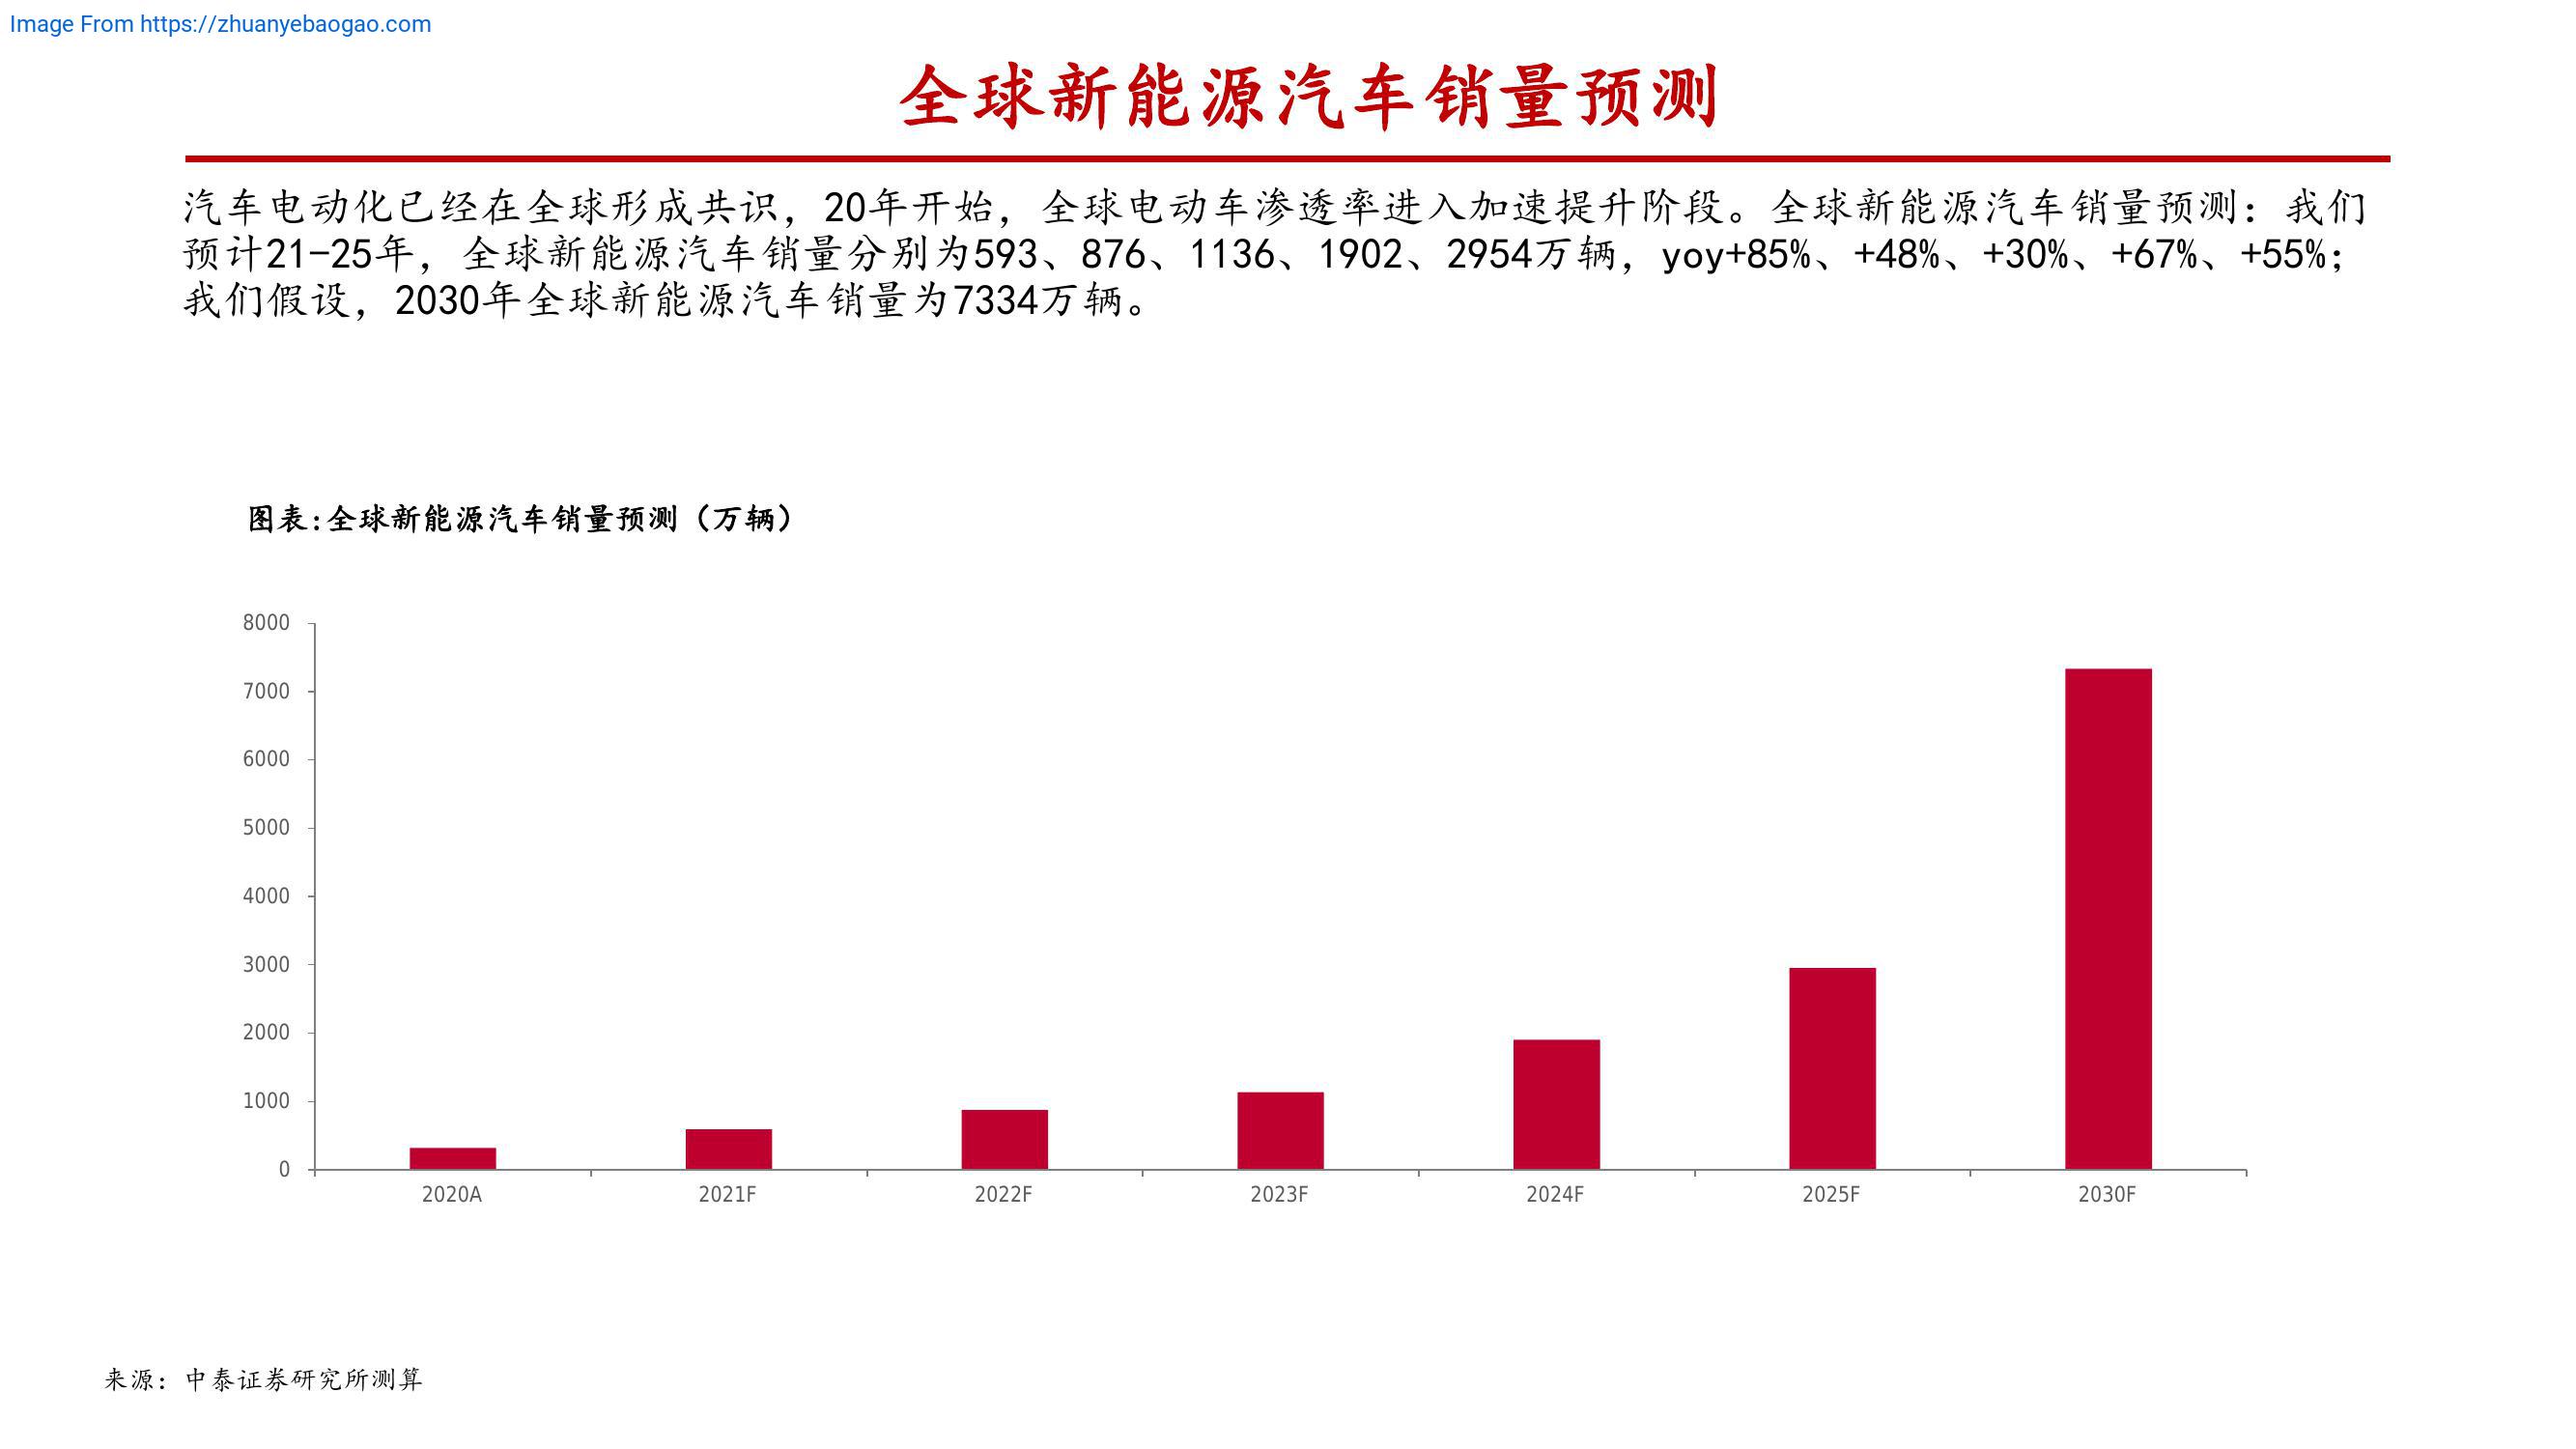 Image From https://zhuanyebaogao.com
全球新能源汽车销量预测
汽车电动化已经在全球形成共识，20年开始，全球电动车渗透率进入加速提升阶段。全球新能源汽车销量预测：我们
预计21-25年，全球新能源汽车销量分别为593、876、1136、1902、2954万辆，yoy+85%、+48%、+30%、+67%、+55%；
我们假设，2030年全球新能源汽车销量为7334万辆。
图表:全球新能源汽车销量预测（万辆）
8000
7000
6000
5000
4000
3000
2000
1000
0
2020A 2021F 2022F 2023F 2024F 2025F 2030F
来源：中泰证券研究所测算